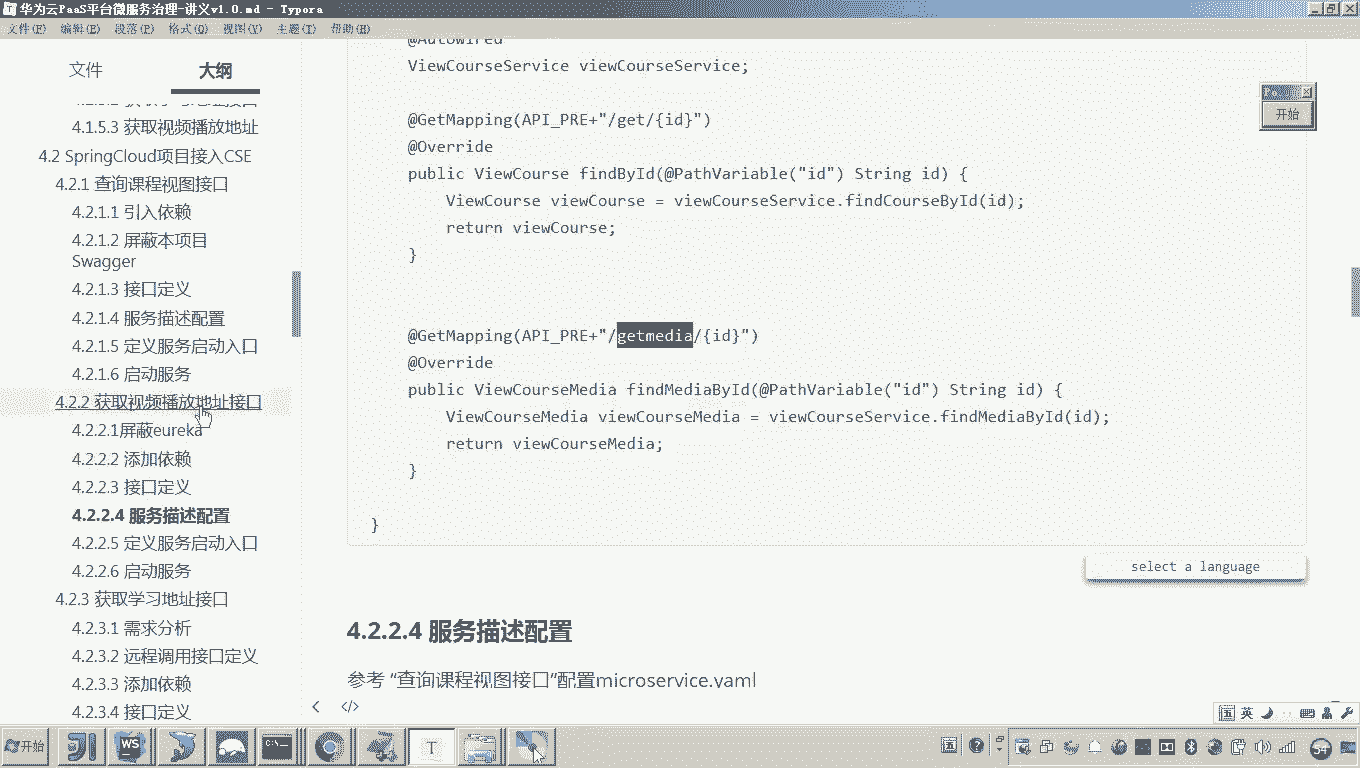 华为云PaaS平台微服务治理-讲义v1.0.md - Typora
文件(F) 编辑(E) 段落(P) 格式(O) 视图(V) 主题(T) 帮助(H)
文件 大纲
4.1.5.3 获取视频播放地址
4.2 SpringCloud项目接入CSE
4.2.1 查询课程视图接口
4.2.1.1 引入依赖
4.2.1.2 屏蔽本项目
Swagger
4.2.1.3 接口定义
4.2.1.4 服务描述配置
4.2.1.5 定义服务启动入口
4.2.1.6 启动服务
4.2.2 获取视频播放地址接口
4.2.2.1屏蔽eureka
4.2.2.2 添加依赖
4.2.2.3 接口定义
4.2.2.4 服务描述配置
4.2.2.5 定义服务启动入口
4.2.2.6 启动服务
4.2.3 获取学习地址接口
4.2.3.1 需求分析
4.2.3.2 远程调用接口定义
4.2.3.3 添加依赖
4.2.3.4 接口定义
@Autowired
ViewCourseService viewCourseService;
@GetMapping(API_PRE+"/get/{id}")
@Override
public ViewCourse findById(@PathVariable("id") String id) {
ViewCourse viewCourse = viewCourseService.findCourseById(id);
return viewCourse;
}
@GetMapping(API_PRE+"/getmedia/{id}")
@Override
public ViewCourseMedia findMediaById(@PathVariable("id") String id) {
ViewCourseMedia viewCourseMedia = viewCourseService.findMediaById(id);
return viewCourseMedia;
}
}
select a language
4.2.2.4 服务描述配置
参考 “查询课程视图接口”配置microservice.yaml
开始
英
开始
WS
T
54